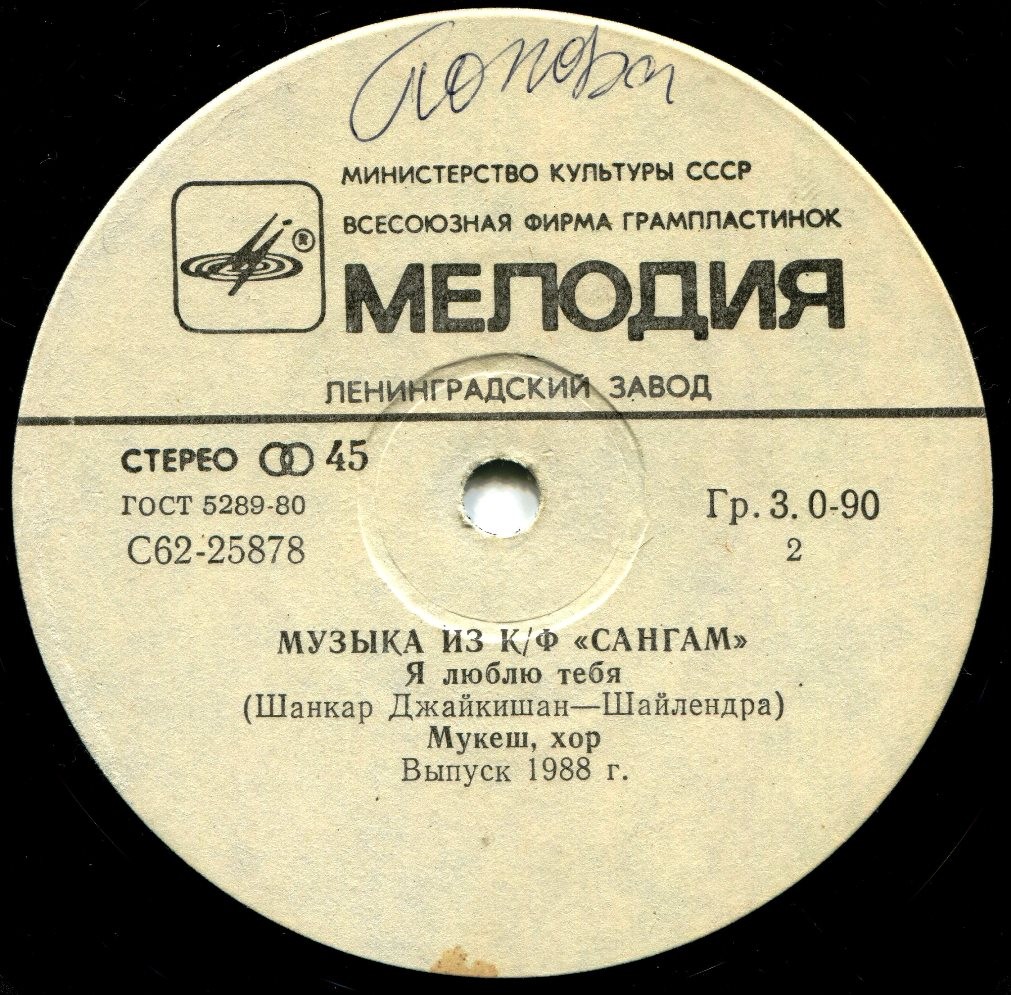 Попова
МИНИСТЕРСТВО КУЛЬТУРЫ СССР
ВСЕСОЮЗНАЯ ФИРМА ГРАМПЛАСТИНОК
®
МЕЛОДИЯ
ЛЕНИНГРАДСКИЙ ЗАВОД
СТЕРЕО 45
ГОСТ 5289-80
Гр. 3. 0-90
С62-25878
2
МУЗЫКА ИЗ К/Ф «САНГАМ»
Я люблю тебя
(Шанкар Джайкишан—Шайлендра)
Мукеш, хор
Выпуск 1988 г.